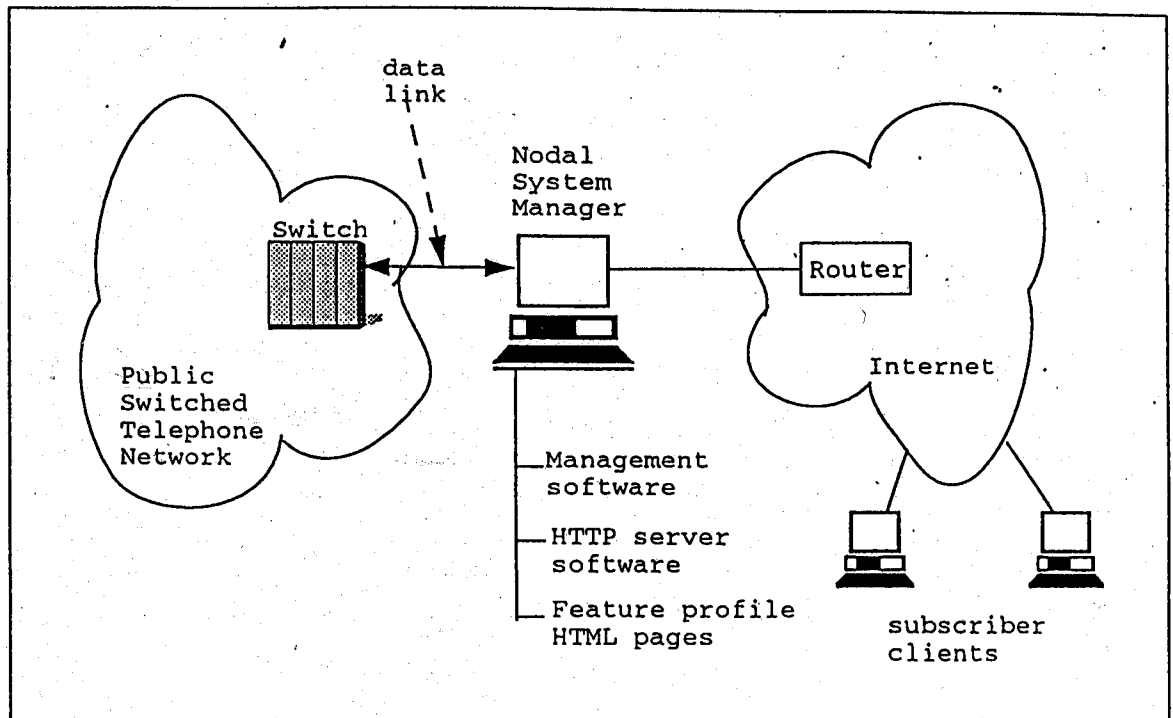 data
link
Nodal
System
Manager
Switch
Router
Internet
Public
Switched
Telephone
Network
Management
software
HTTP server
software
Feature profile
HTML pages
subscriber
clients